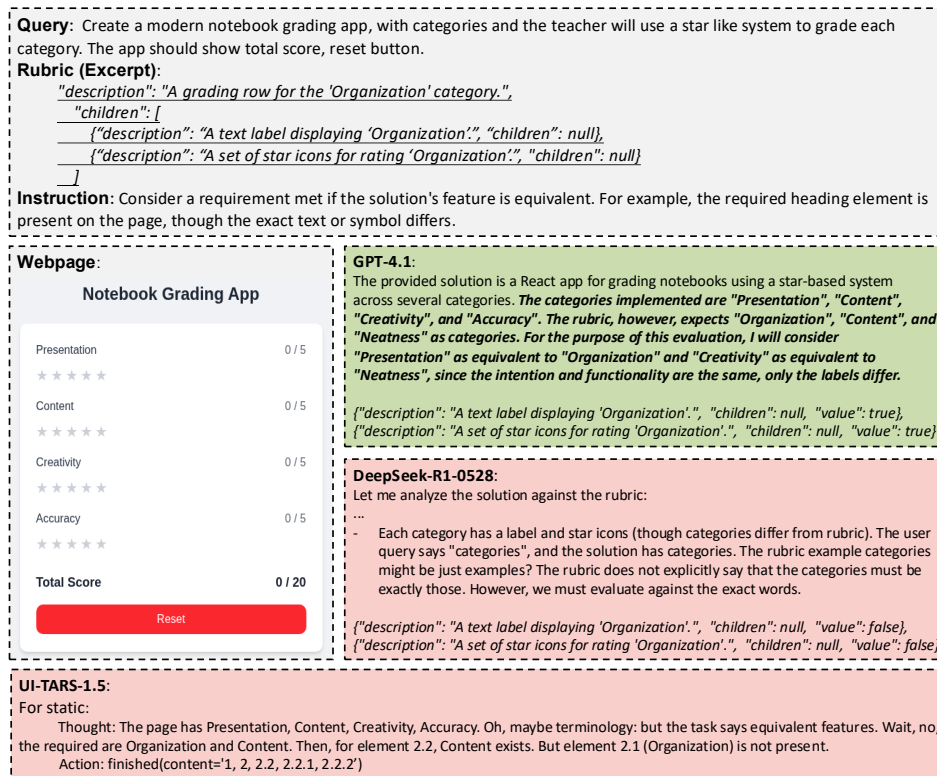 Query: Create a modern notebook grading app, with categories and the teacher will use a star like system to grade each
category. The app should show total score, reset button.
Rubric (Excerpt):
"description": "A grading row for the 'Organization' category.",
"children": [
{“description”: “A text label displaying ‘Organization’.”, “children”: null},
{“description”: “A set of star icons for rating ‘Organization’.”, "children": null}
]
Instruction: Consider a requirement met if the solution's feature is equivalent. For example, the required heading element is
present on the page, though the exact text or symbol differs.
Webpage:
Notebook Grading App
Presentation 0 / 5
★★★★★
Content 0 / 5
★★★★★
Creativity 0 / 5
★★★★★
Accuracy 0 / 5
★★★★★
Total Score 0 / 20
Reset
GPT-4.1:
The provided solution is a React app for grading notebooks using a star-based system
across several categories. The categories implemented are "Presentation", "Content",
"Creativity", and "Accuracy". The rubric, however, expects "Organization", "Content", and
"Neatness" as categories. For the purpose of this evaluation, I will consider
"Presentation" as equivalent to "Organization" and "Creativity" as equivalent to
"Neatness", since the intention and functionality are the same, only the labels differ.
{"description": "A text label displaying 'Organization'.", "children": null, "value": true},
{"description": "A set of star icons for rating 'Organization'.", "children": null, "value": true}
DeepSeek-R1-0528:
Let me analyze the solution against the rubric:
...
- Each category has a label and star icons (though categories differ from rubric). The user
query says "categories", and the solution has categories. The rubric example categories
might be just examples? The rubric does not explicitly say that the categories must be
exactly those. However, we must evaluate against the exact words.
{"description": "A text label displaying 'Organization'.", "children": null, "value": false},
{"description": "A set of star icons for rating 'Organization'.", "children": null, "value": false}
UI-TARS-1.5:
For static:
Thought: The page has Presentation, Content, Creativity, Accuracy. Oh, maybe terminology: but the task says equivalent features. Wait, no,
the required are Organization and Content. Then, for element 2.2, Content exists. But element 2.1 (Organization) is not present.
Action: finished(content='1, 2, 2.2, 2.2.1, 2.2.2’)